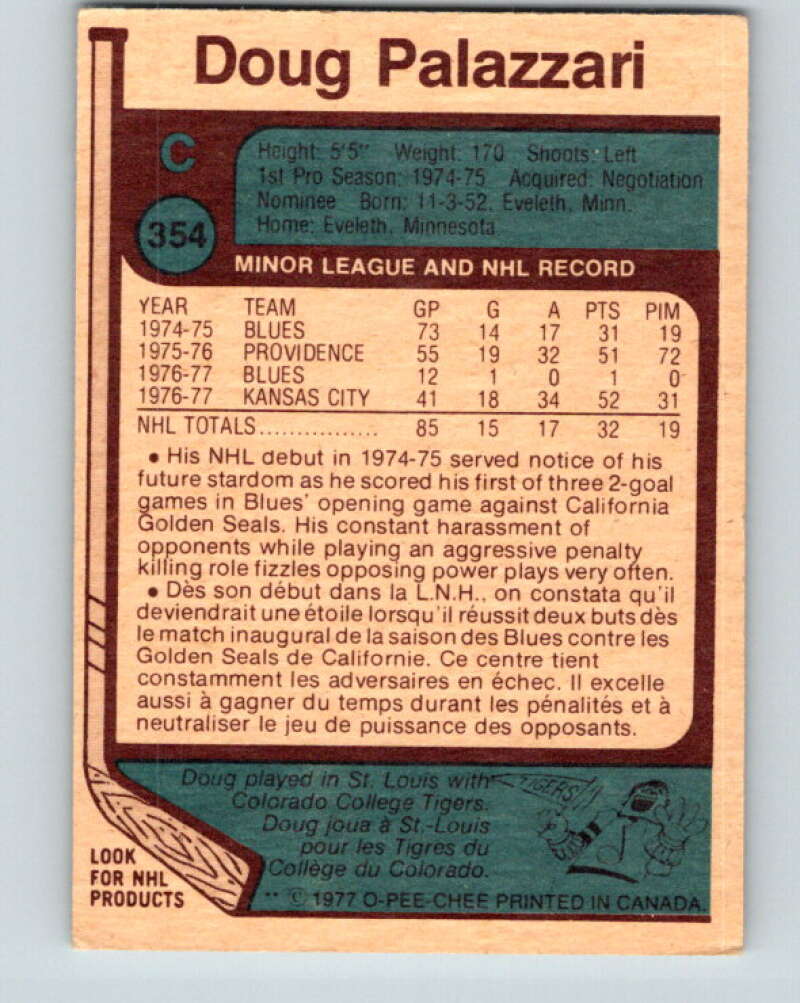 Doug Palazzari
C
354
Height: 5'5" Weight: 170 Shoots: Left
1st Pro Season: 1974-75 Acquired: Negotiation
Nominee Born: 11-3-52, Eveleth, Minn.
Home: Eveleth, Minnesota
MINOR LEAGUE AND NHL RECORD
YEAR TEAM GP G A PTS PIM
1974-75 BLUES 73 14 17 31 19
1975-76 PROVIDENCE 55 19 32 51 72
1976-77 BLUES 12 1 0 1 0
1976-77 KANSAS CITY 41 18 34 52 31
NHL TOTALS................ 85 15 17 32 19
• His NHL debut in 1974-75 served notice of his
future stardom as he scored his first of three 2-goal
games in Blues' opening game against California
Golden Seals. His constant harassment of
opponents while playing an aggressive penalty
killing role fizzles opposing power plays very often.
• Dès son début dans la L.N.H., on constata qu'il
deviendrait une étoile lorsqu'il réussit deux buts dès
le match inaugural de la saison des Blues contre les
Golden Seals de Californie. Ce centre tient
constamment les adversaires en échec. Il excelle
aussi à gagner du temps durant les pénalités et à
neutraliser le jeu de puissance des opposants.
Doug played in St. Louis with
Colorado College Tigers.
Doug joua à St.-Louis
pour les Tigres du
Collège du Colorado.
TIGERS
LOOK
FOR NHL
PRODUCTS
** © 1977 O-PEE-CHEE PRINTED IN CANADA.